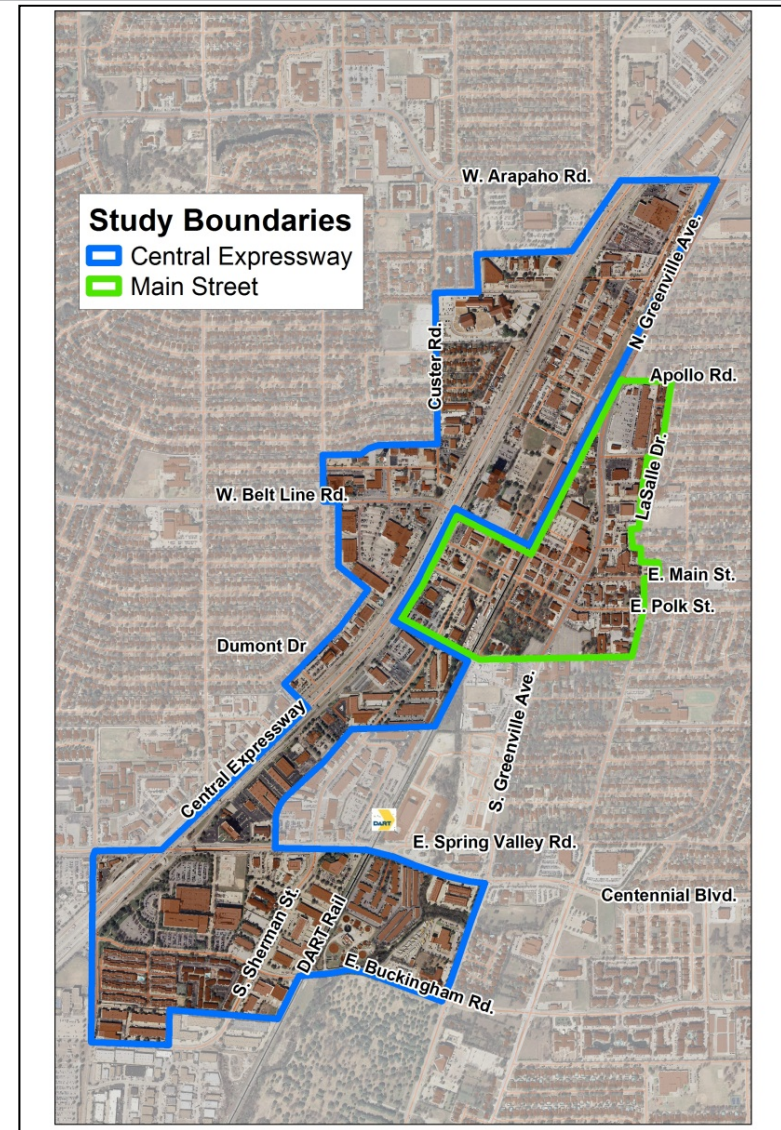 W. Arapaho Rd.
Study Boundaries
Central Expressway
Main Street
N. Greenville Ave.
Custer Rd.
Apollo Rd.
LaSalle Dr.
W. Belt Line Rd.
E. Main St.
E. Polk St.
Dumont Dr
S. Greenville Ave.
Central Expressway
DART
E. Spring Valley Rd.
Centennial Blvd.
S. Sherman St.
DART Rail
E. Buckingham Rd.